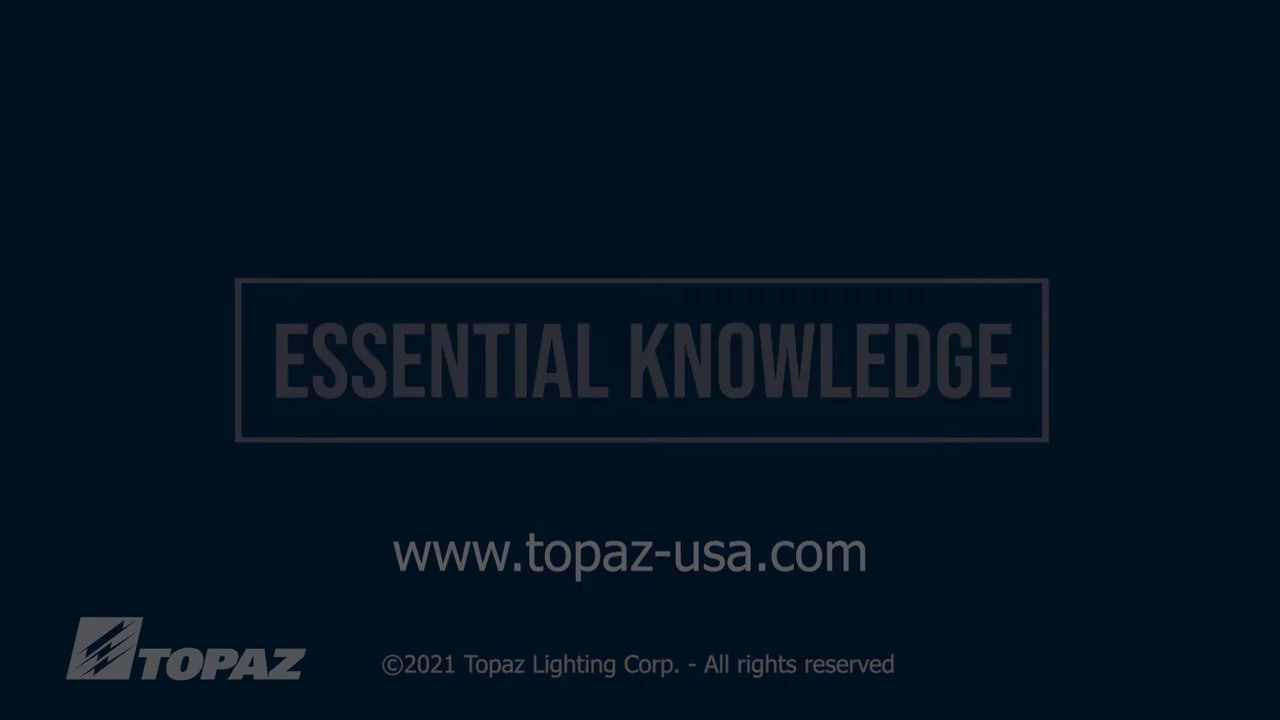 ESSENTIAL KNOWLEDGE
www.topaz-usa.com
TOPAZ
©2021 Topaz Lighting Corp. - All rights reserved